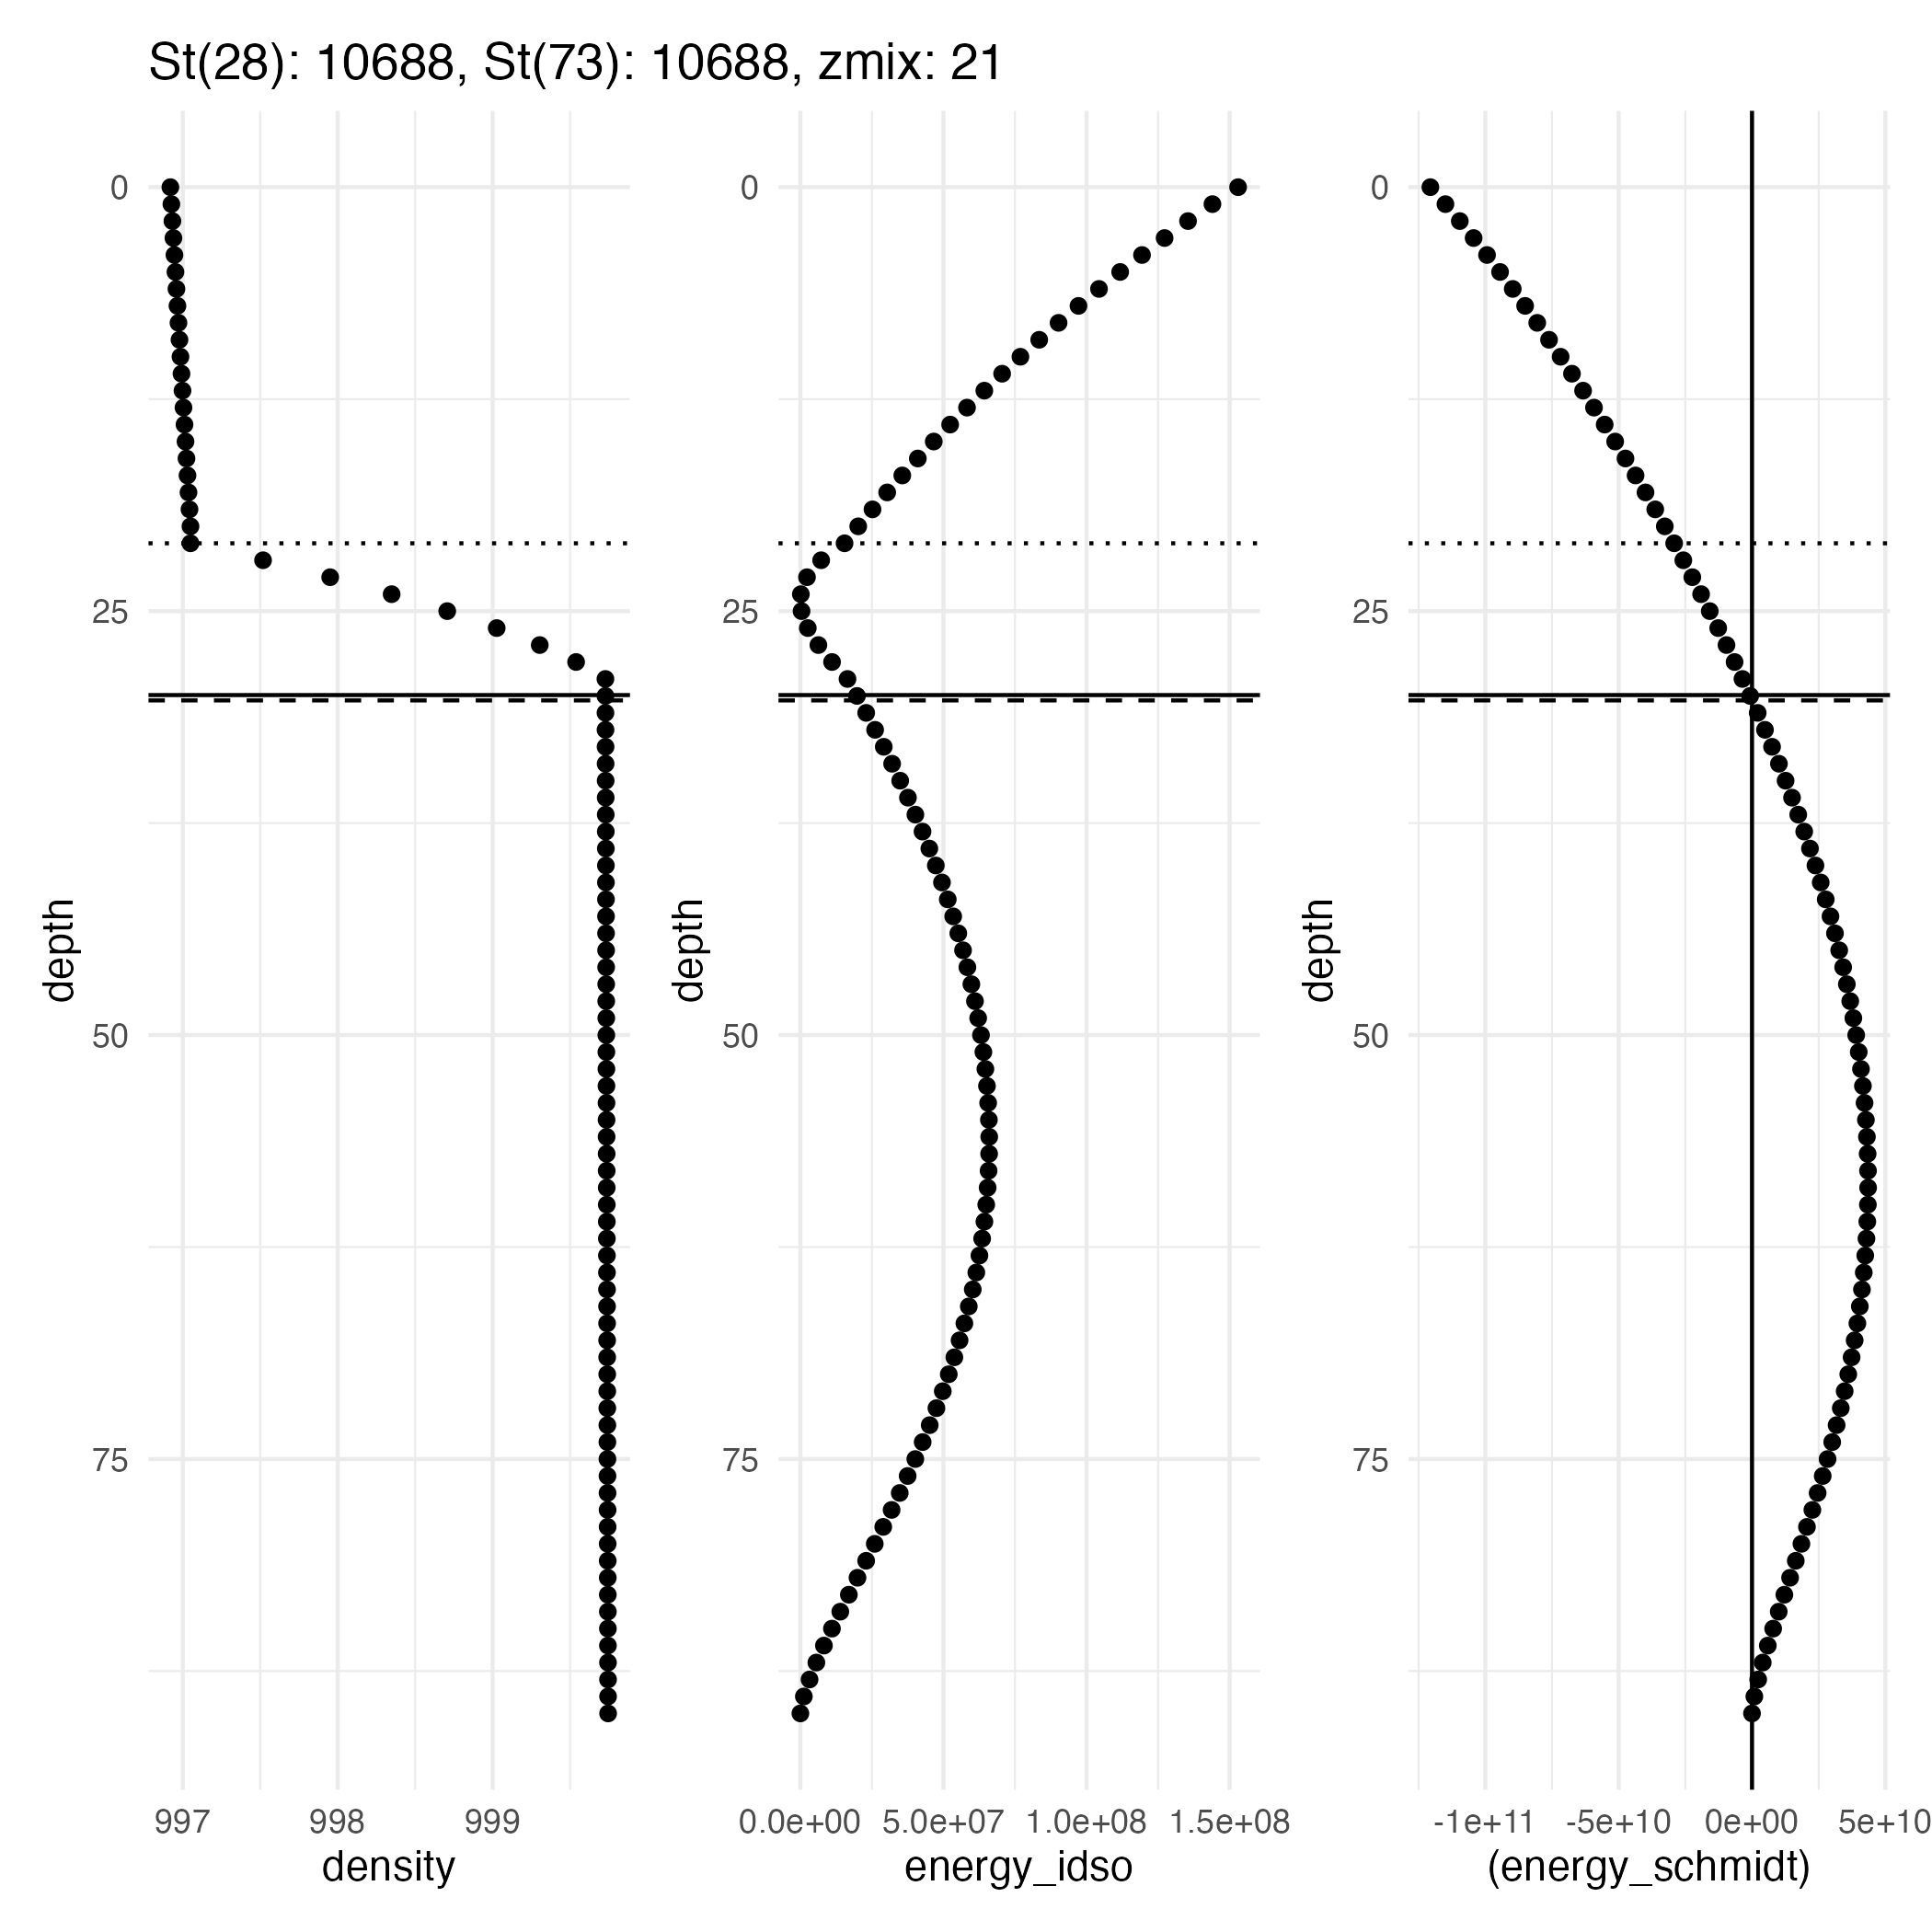 St(28): 10688, St(73): 10688, zmix: 21
0
25
50
75
depth
997
998
999
density
0
25
50
75
depth
0.0e+00
5.0e+07
1.0e+08
1.5e+08
energy_idso
0
25
50
75
depth
-1e+11
-5e+10
0e+00
5e+10
(energy_schmidt)